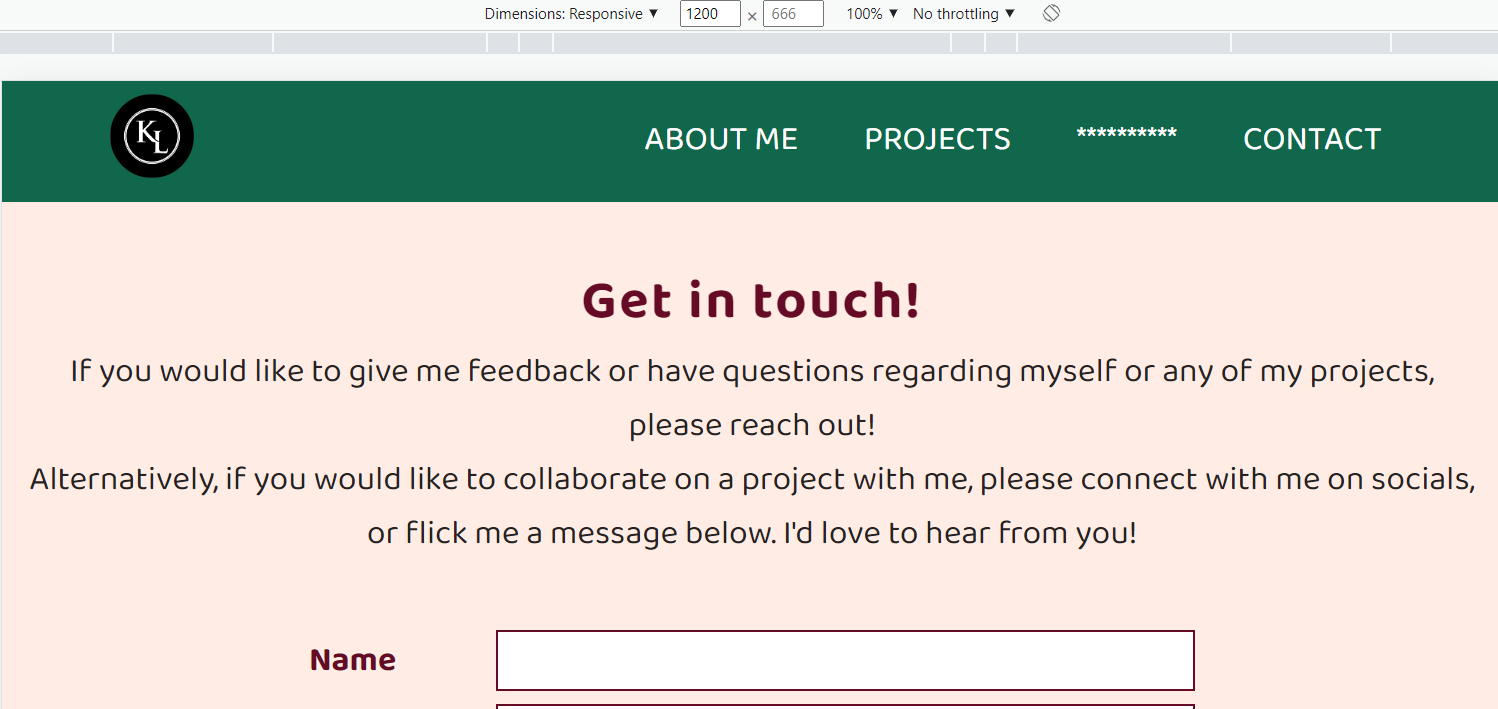 Dimensions: Responsive ▼ 1200 × 666 100% ▼ No throttling ▼
KL ABOUT ME PROJECTS ********** CONTACT
Get in touch!
If you would like to give me feedback or have questions regarding myself or any of my projects,
please reach out!
Alternatively, if you would like to collaborate on a project with me, please connect with me on socials,
or flick me a message below. I'd love to hear from you!
Name